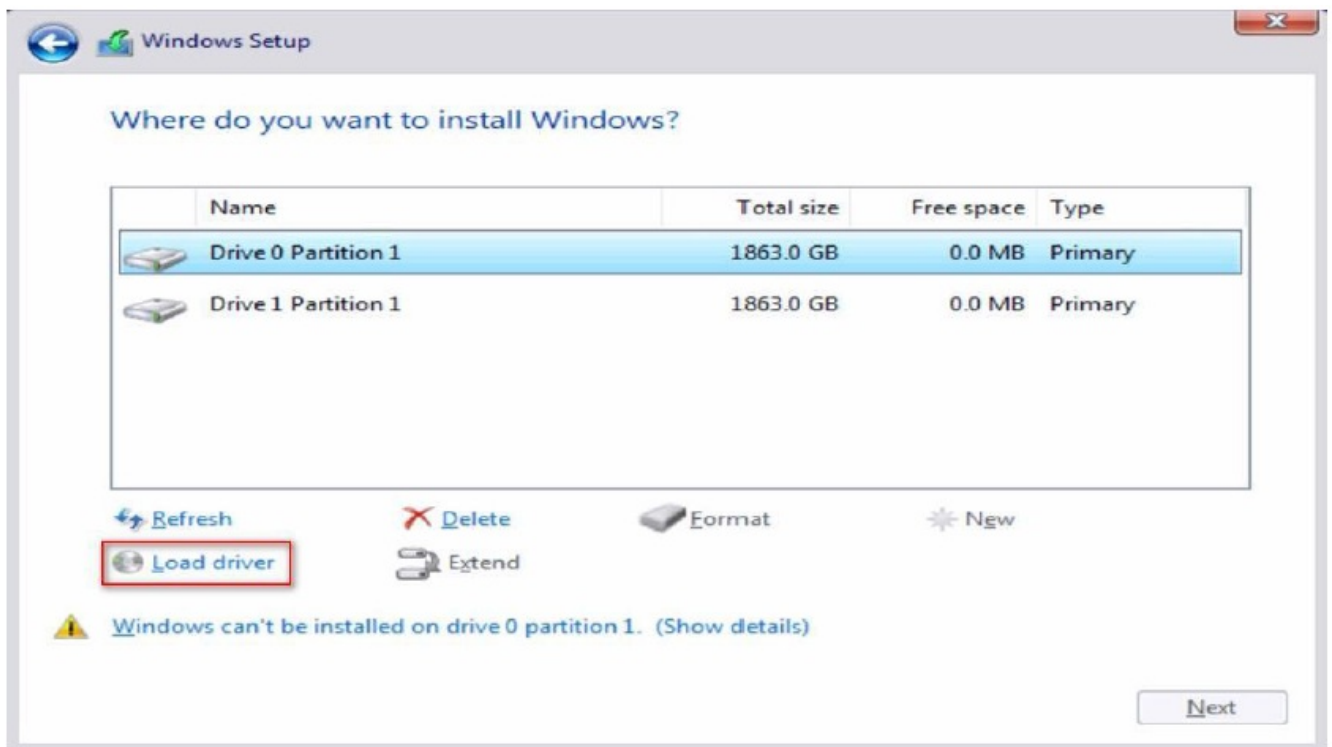 Windows Setup
Where do you want to install Windows?
Name Total size Free space Type
Drive 0 Partition 1 1863.0 GB 0.0 MB Primary
Drive 1 Partition 1 1863.0 GB 0.0 MB Primary
Refresh Delete Format New
Load driver Extend
Windows can't be installed on drive 0 partition 1. (Show details)
Next